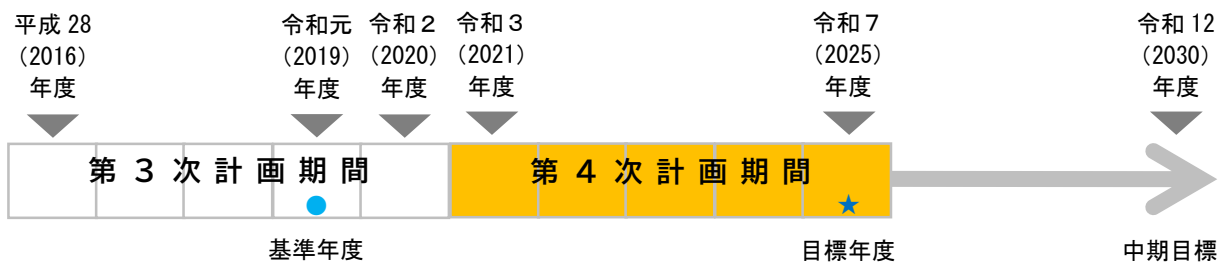 平成 28
(2016)
年度
令和元
(2019)
年度
令和２
(2020)
年度
令和３
(2021)
年度
令和７
(2025)
年度
令和 12
(2030)
年度
第３次計画期間
第４次計画期間
基準年度
目標年度
中期目標